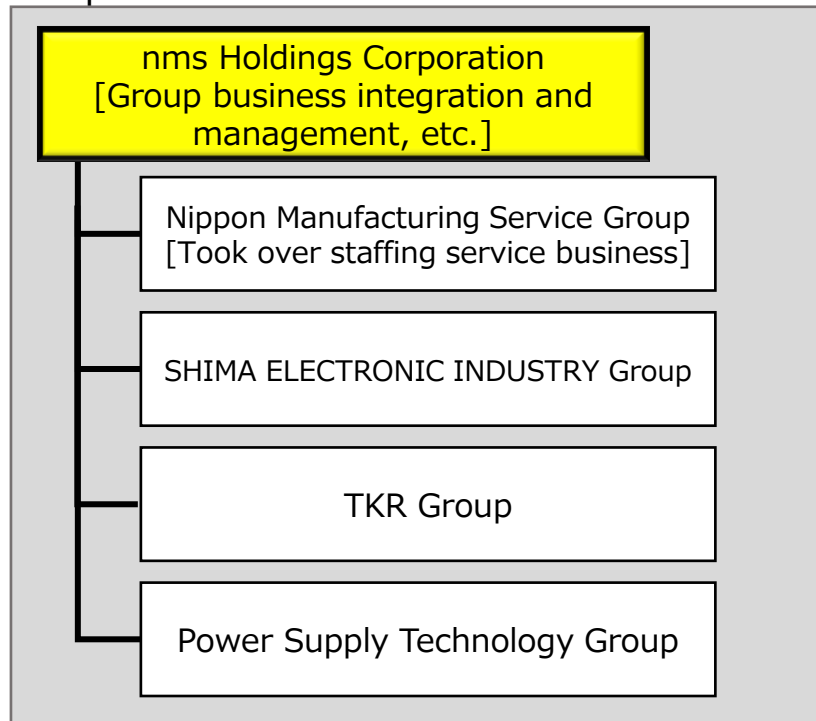 nms Holdings Corporation
[Group business integration and
management, etc.]
Nippon Manufacturing Service Group
[Took over staffing service business]
SHIMA ELECTRONIC INDUSTRY Group
TKR Group
Power Supply Technology Group